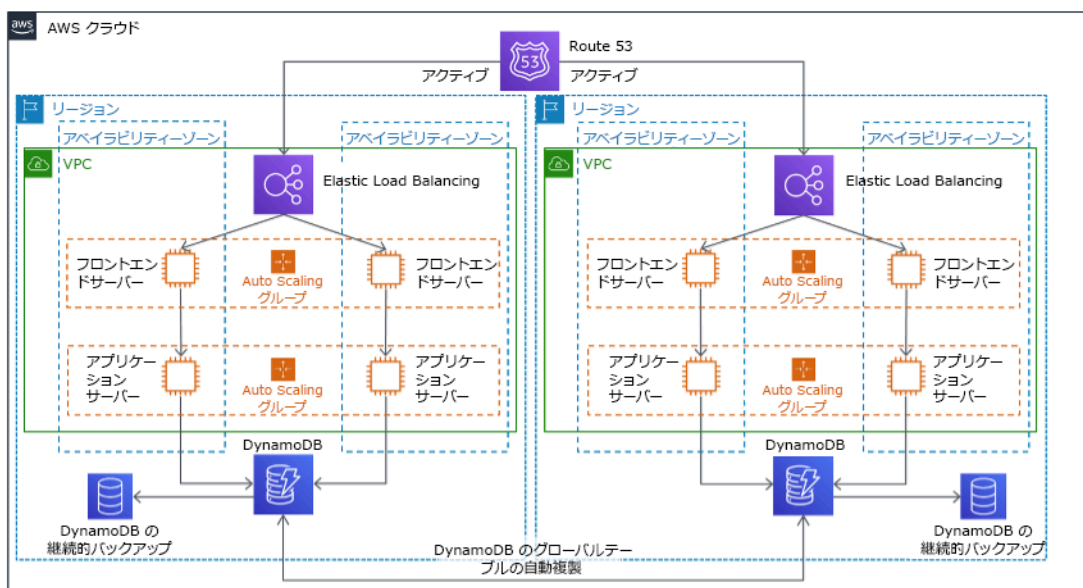 aws
AWS クラウド
Route 53
53
アクティブ
アクティブ
リージョン
アベイラビリティーゾーン
アベイラビリティーゾーン
VPC
Elastic Load Balancing
フロントエン
ドサーバー
Auto Scaling
グループ
フロントエン
ドサーバー
アプリケー
ション
サーバー
Auto Scaling
グループ
アプリケー
ション
サーバー
DynamoDB
DynamoDB の
継続的バックアップ
リージョン
アベイラビリティーゾーン
アベイラビリティーゾーン
VPC
Elastic Load Balancing
フロントエン
ドサーバー
Auto Scaling
グループ
フロントエン
ドサーバー
アプリケー
ション
サーバー
Auto Scaling
グループ
アプリケー
ション
サーバー
DynamoDB
DynamoDB の
継続的バックアップ
DynamoDB のグローバルテー
ブルの自動複製